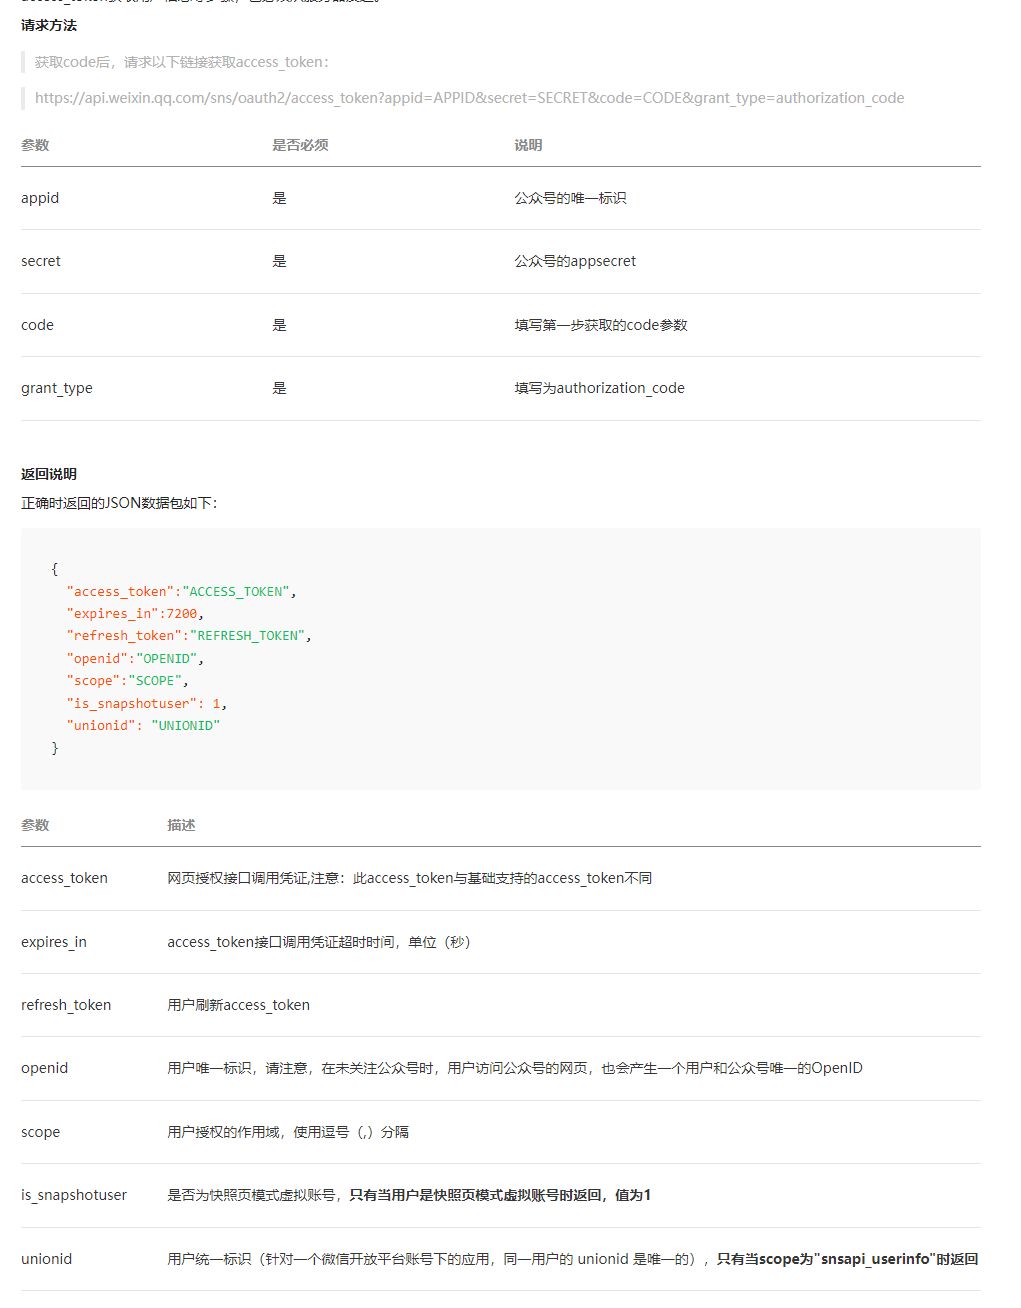 请求方法
获取code后，请求以下链接获取access_token：
https://api.weixin.qq.com/sns/oauth2/access_token?appid=APPID&secret=SECRET&code=CODE&grant_type=authorization_code
参数 是否必须 说明
appid 是 公众号的唯一标识
secret 是 公众号的appsecret
code 是 填写第一步获取的code参数
grant_type 是 填写为authorization_code
返回说明
正确时返回的JSON数据包如下：
{
"access_token":"ACCESS_TOKEN",
"expires_in":7200,
"refresh_token":"REFRESH_TOKEN",
"openid":"OPENID",
"scope":"SCOPE",
"is_snapshotuser": 1,
"unionid": "UNIONID"
}
参数 描述
access_token 网页授权接口调用凭证,注意：此access_token与基础支持的access_token不同
expires_in access_token接口调用凭证超时时间，单位（秒）
refresh_token 用户刷新access_token
openid 用户唯一标识，请注意，在未关注公众号时，用户访问公众号的网页，也会产生一个用户和公众号唯一的OpenID
scope 用户授权的作用域，使用逗号（,）分隔
is_snapshotuser 是否为快照页模式虚拟账号，只有当用户是快照页模式虚拟账号时返回，值为1
unionid 用户统一标识（针对一个微信开放平台账号下的应用，同一用户的 unionid 是唯一的），只有当scope为"snsapi_userinfo"时返回